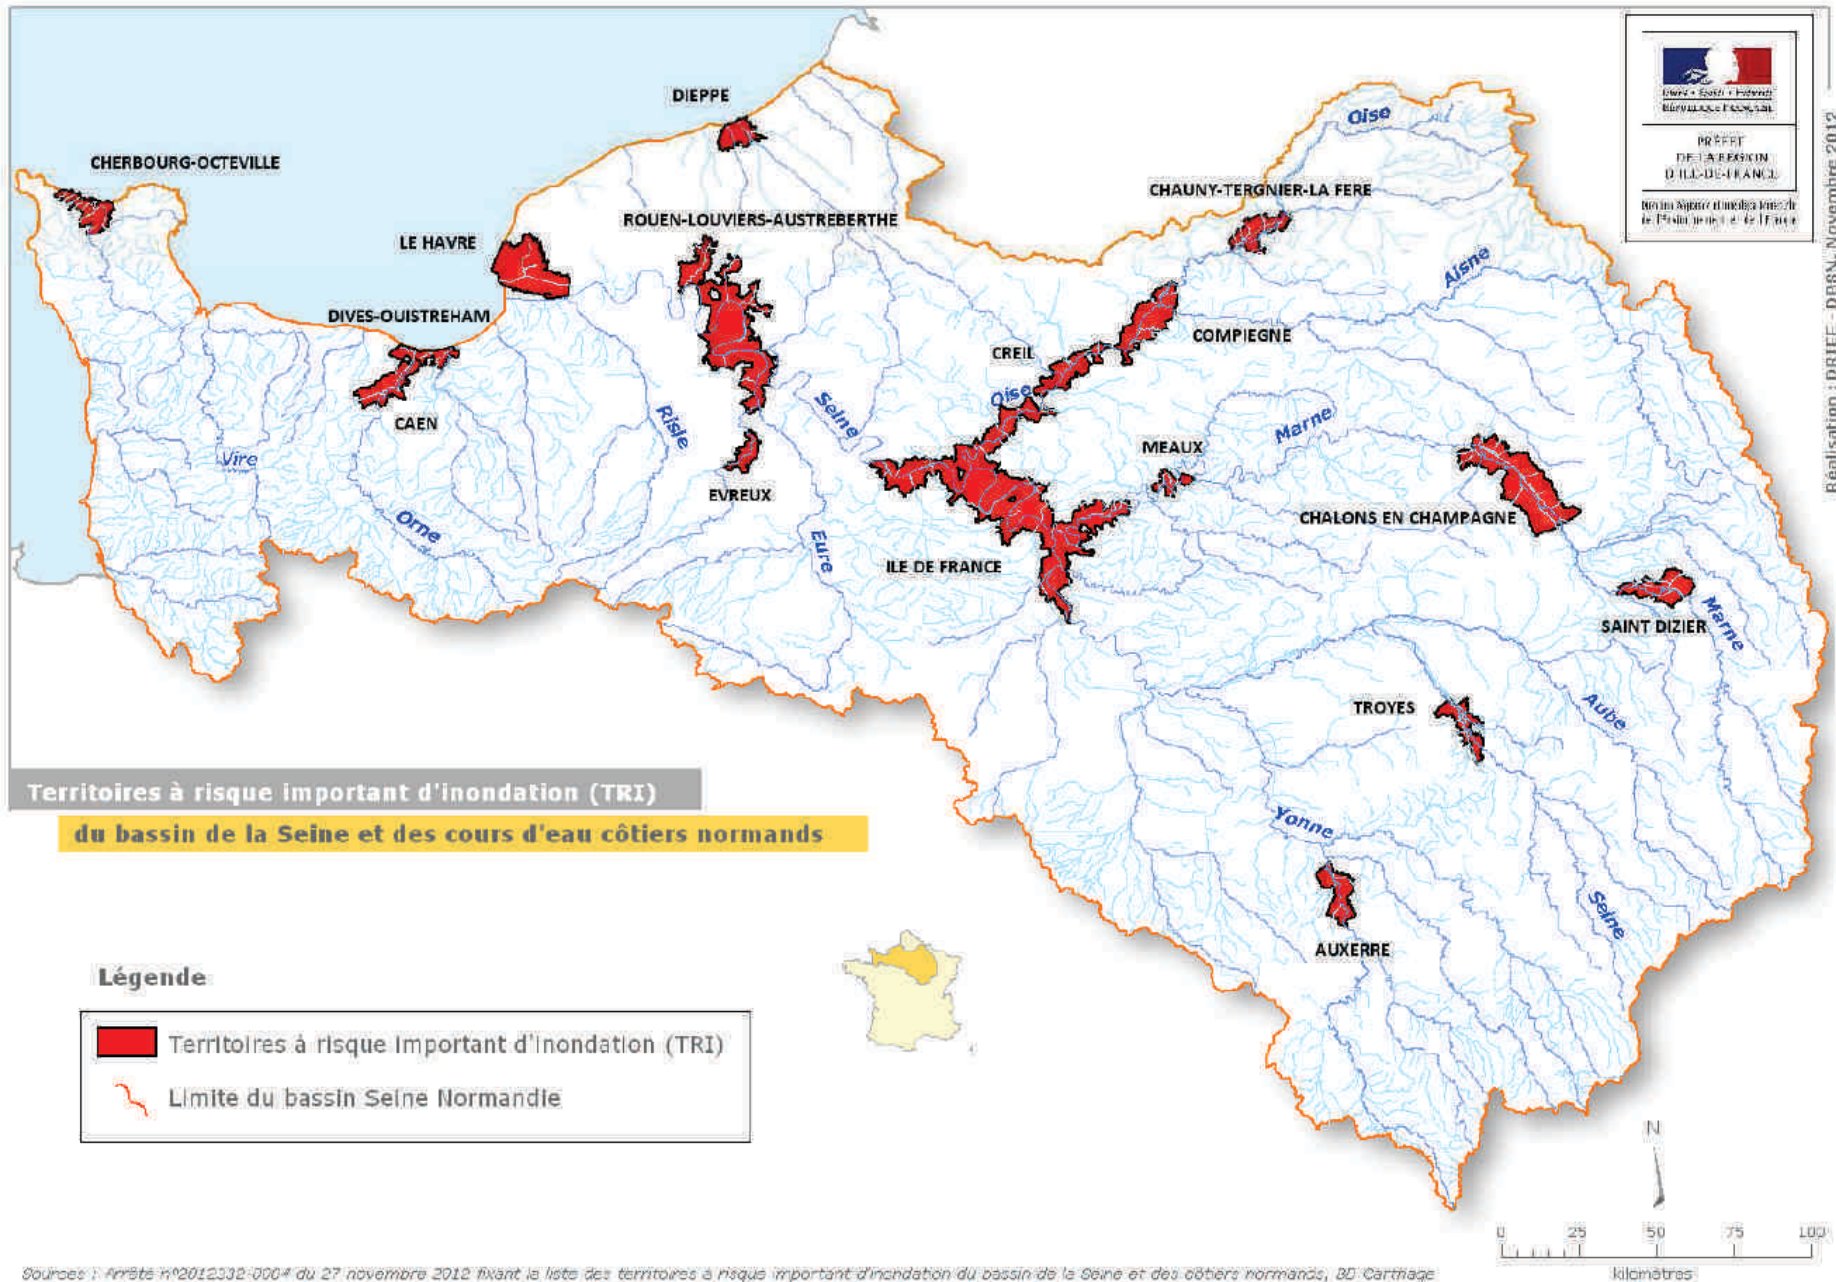 DIEPPE
Oise
CHERBOURG-OCTEVILLE
CHAUNY-TERGNIER-LA FERE
PREFET
DE LA REGION
D'ILE-DE-FRANCE
ROUEN-LOUVIERS-AUSTREBERTHE
LE HAVRE
Aisne
DIVES-OUISTREHAM
COMPIEGNE
CREIL
Oise
Seine
Risle
Marne
CAEN
MEAUX
Vire
EVREUX
Orne
CHALONS EN CHAMPAGNE
Eure
ILE DE FRANCE
SAINT DIZIER
Marne
TROYES
Aube
Yonne
Seine
AUXERRE
Réalisation : DRIEE - DBSN, Novembre 2012
Territoires à risque important d'inondation (TRI)
du bassin de la Seine et des cours d'eau côtiers normands
Légende
Territoires à risque important d'inondation (TRI)
Limite du bassin Seine Normandie
N
0 25 50 75 100
kilomètres
Sources : Arrêté n°2012332-0004 du 27 novembre 2012 fixant la liste des territoires à risque important d'inondation du bassin de la Seine et des côtiers normands, BD Carthage